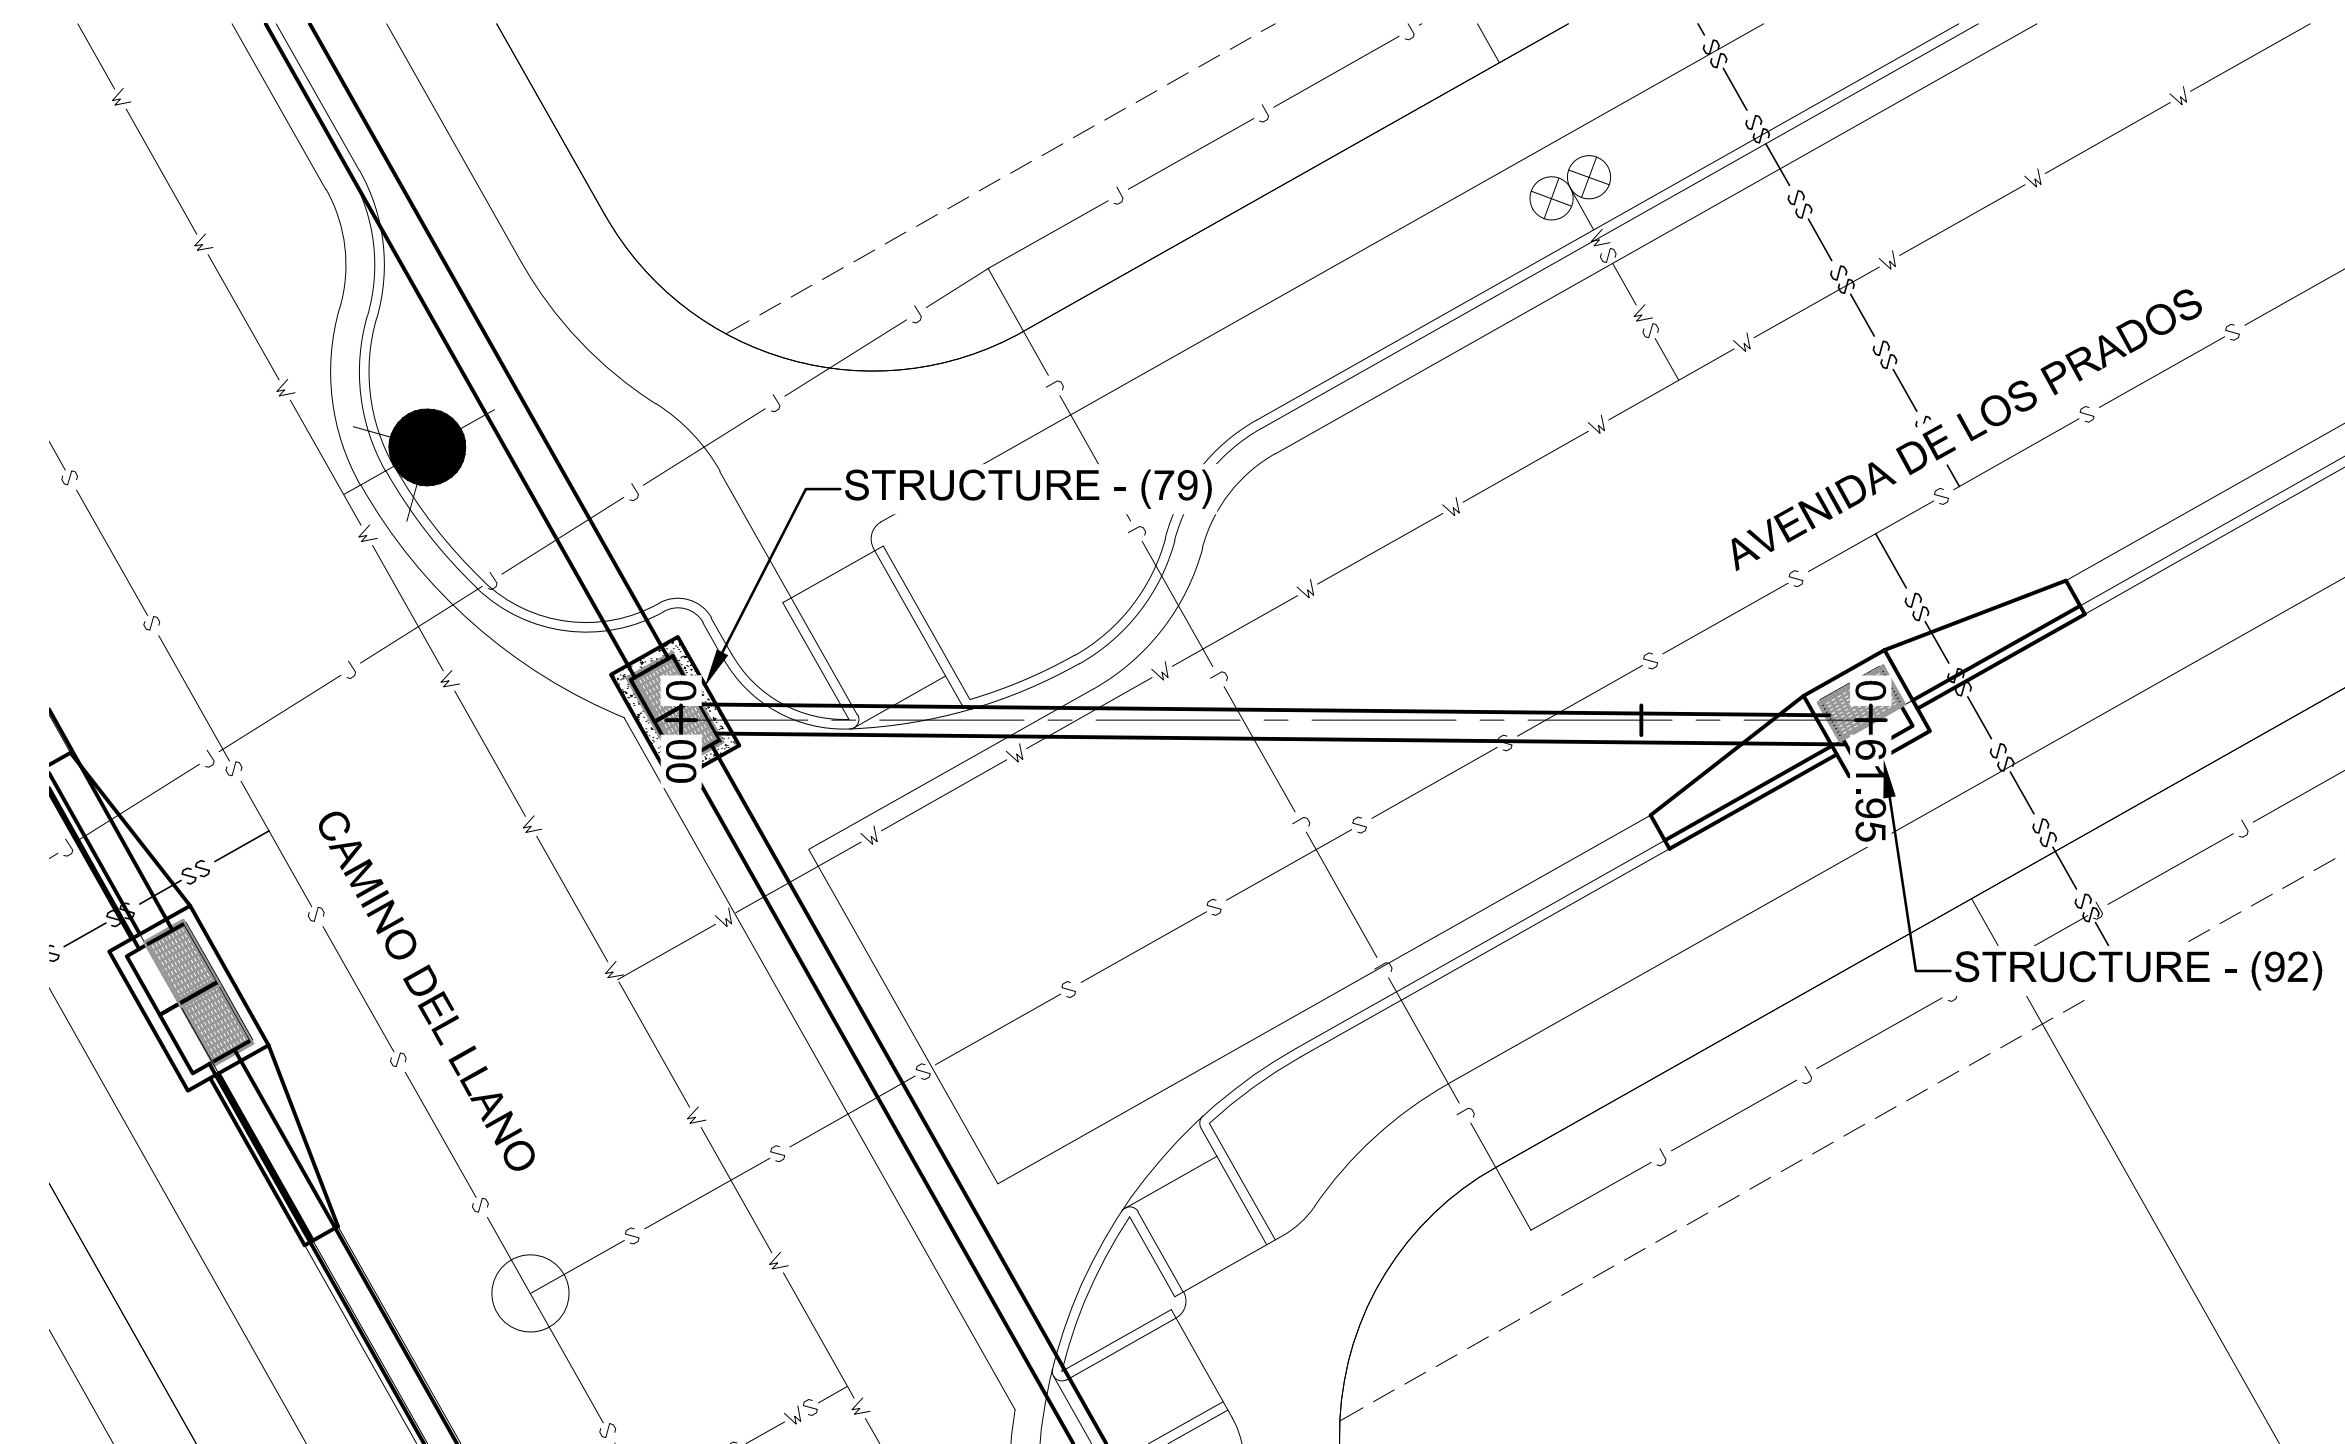 STRUCTURE - (79)
AVENIDA DE LOS PRADOS
0+00
0+61.95
CAMINO DEL LLANO
STRUCTURE - (92)